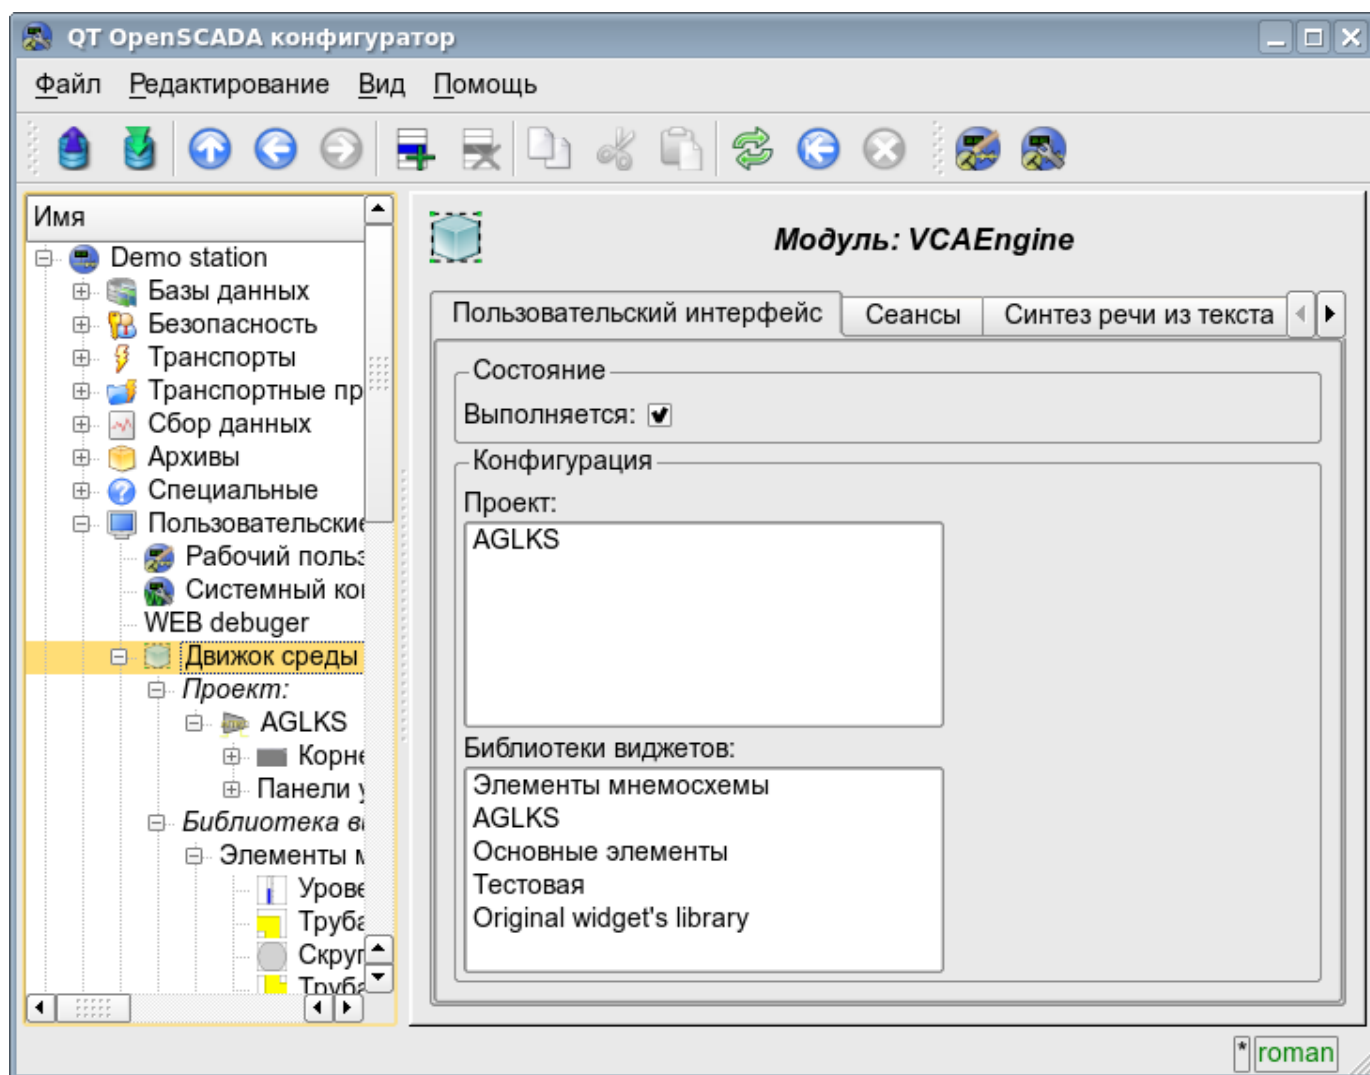 QT OpenSCADA конфигуратор
Файл Редактирование Вид Помощь
Имя
Demo station
Базы данных
Безопасность
Транспорты
Транспортные пр
Сбор данных
Архивы
Специальные
Пользовательские
Рабочий польз
Системный кон
WEB debuger
Движок среды
Проект:
AGLKS
Корне
Панели у
Библиотека ви
Элементы м
Урове
Труба
Скруг
Труба
Модуль: VCAEngine
Пользовательский интерфейс Сеансы Синтез речи из текста
Состояние
Выполняется:
Конфигурация
Проект:
AGLKS
Библиотеки виджетов:
Элементы мнемосхемы
AGLKS
Основные элементы
Тестовая
Original widget's library
* roman